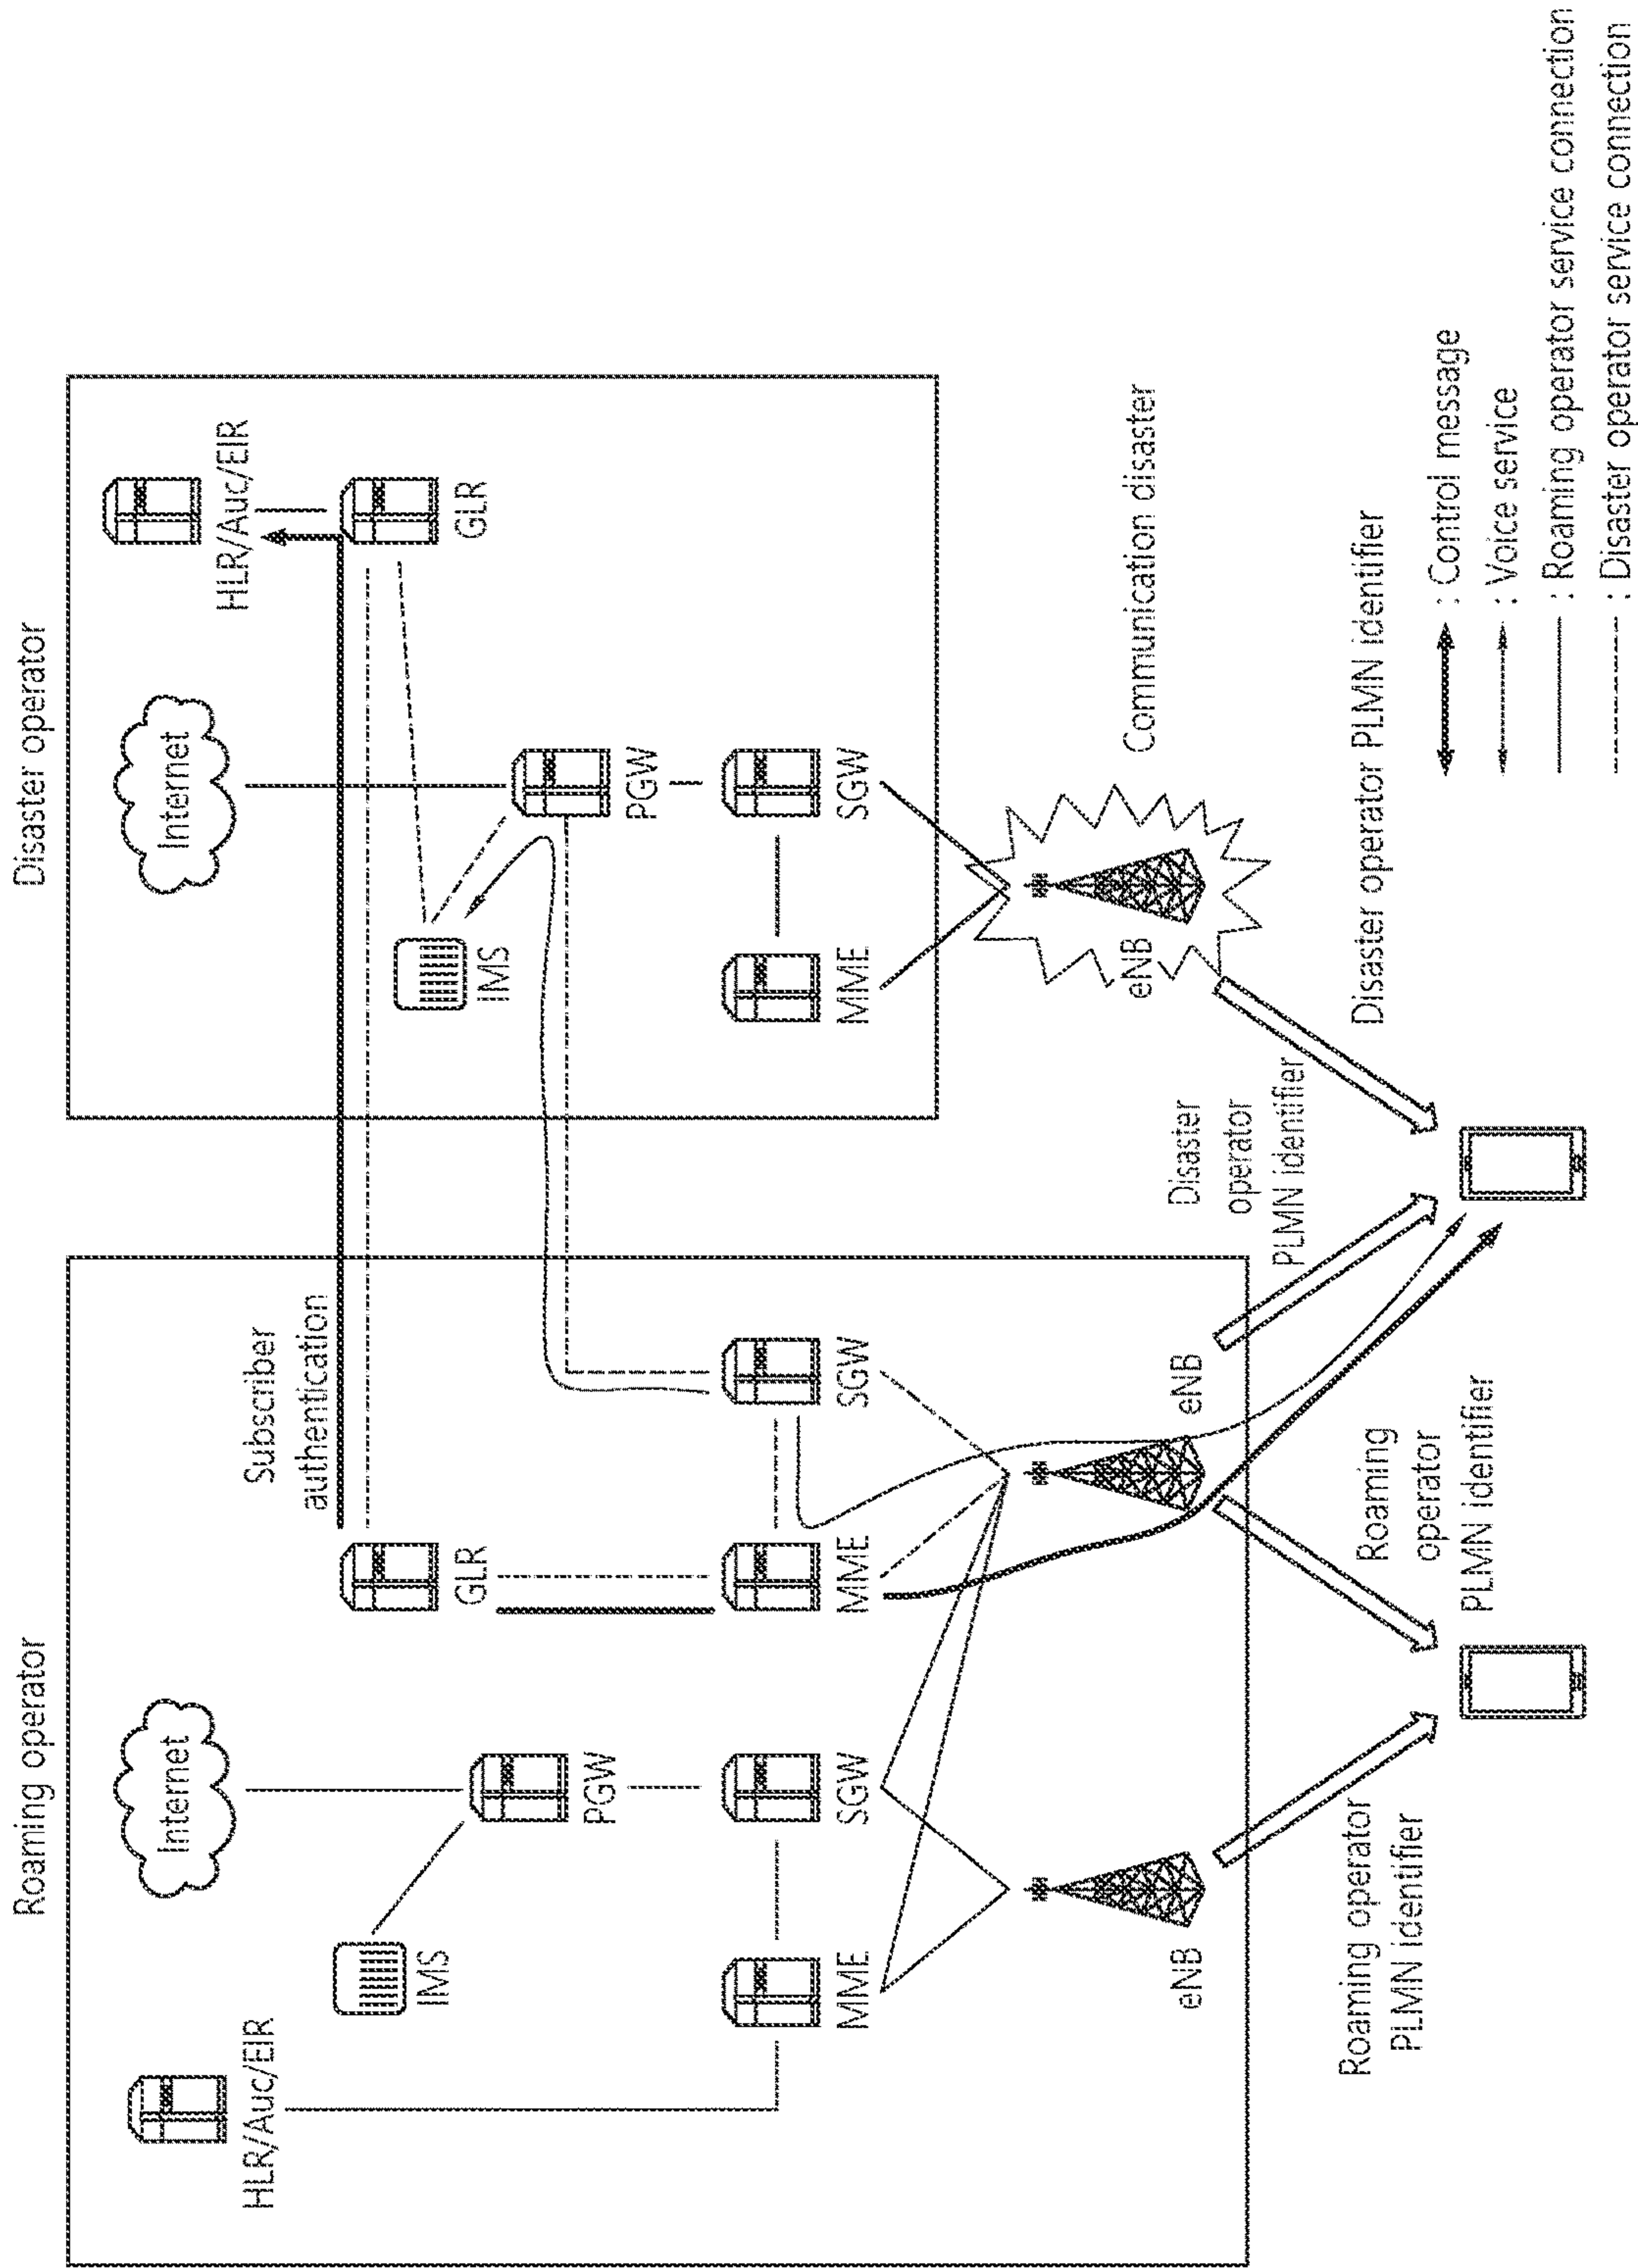 Roaming operator
Disaster operator
HLR/Auc/EIR
Internet
IMS
PGW
GLR
Subscriber
authentication
MME
SGW
MME
SGW
eNB
eNB
Internet
HLR/Auc/EIR
GLR
IMS
PGW
MME
SGW
eNB
Communication disaster
Roaming operator
PLMN identifier
Roaming
operator
PLMN identifier
Disaster
operator
PLMN identifier
Disaster operator PLMN identifier
: Control message
: Voice service
: Roaming operator service connection
: Disaster operator service connection